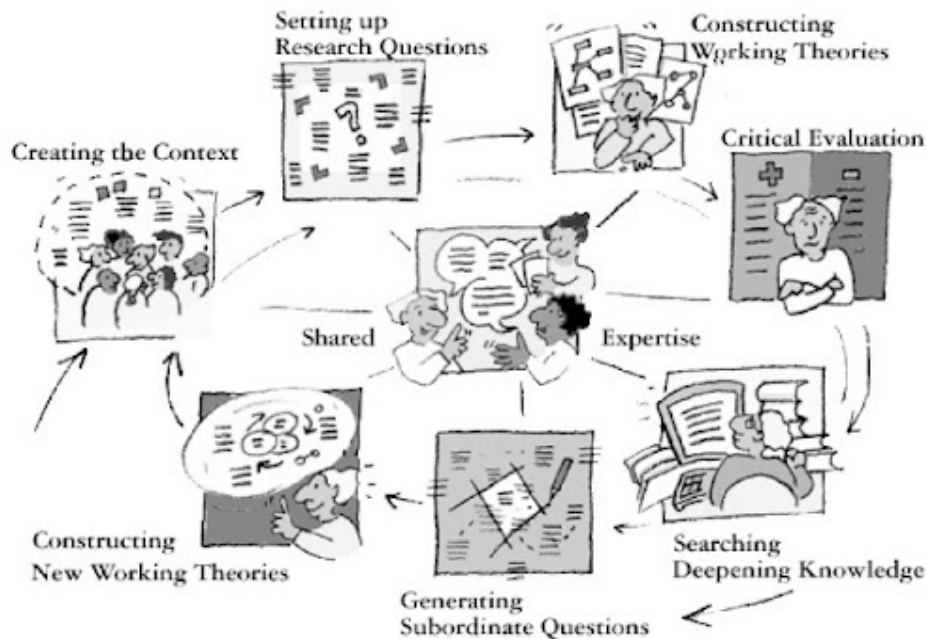 Setting up
Research Questions
Constructing
Working Theories
Creating the Context
Critical Evaluation
Shared
Expertise
Searching
Deepening Knowledge
Constructing
New Working Theories
Generating
Subordinate Questions